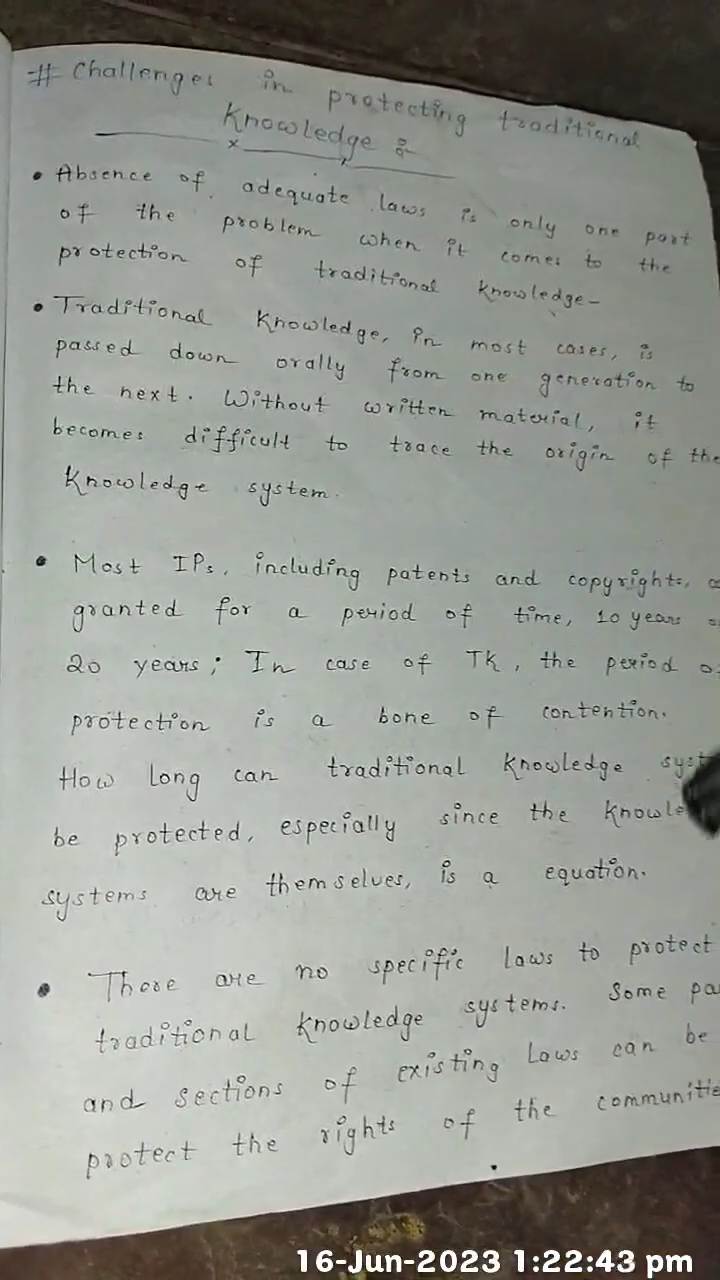 # Challenges in protecting traditional
Knowledge :-
• Absence of adequate laws is only one part
of the problem when it comes to the
protection of traditional Knowledge-
• Traditional Knowledge, in most cases, is
passed down orally from one generation to
the next. Without written material, it
becomes difficult to trace the origin of the
Knowledge system.
• Most IPs, including patents and copyrights,
granted for a period of time, 10 years
20 years; In case of TK, the period
protection is a bone of contention.
How long can traditional Knowledge
be protected, especially since the
systems are themselves, is a equation.
• There are no specific laws to protect
traditional Knowledge systems. Some
and sections of existing Laws can be
protect the rights of the
16-Jun-2023 1:22:43 pm